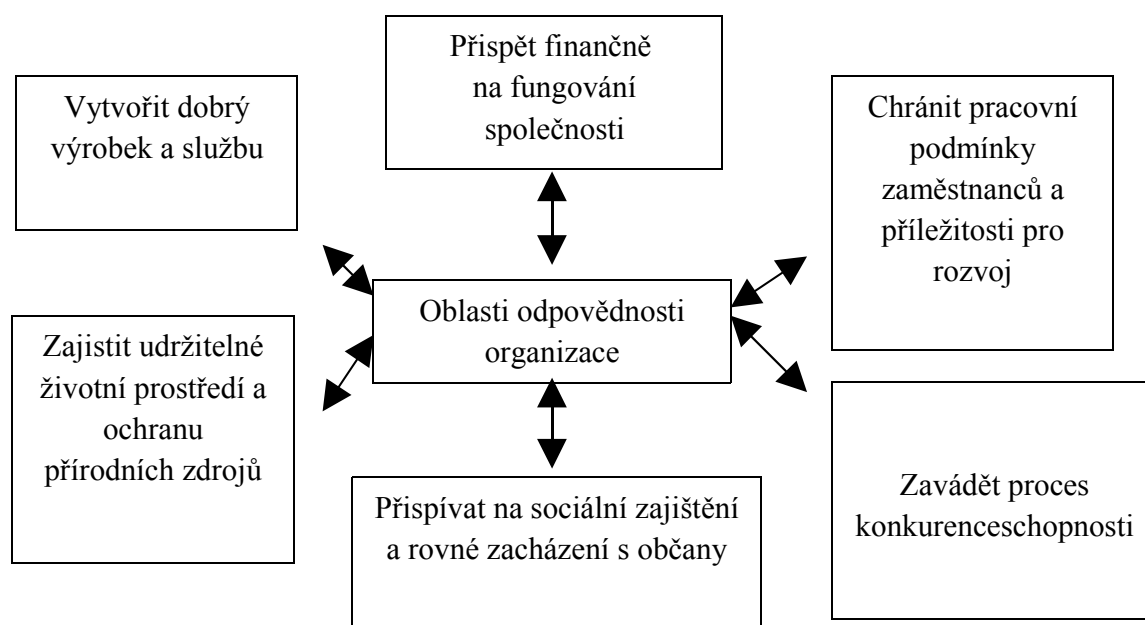 Přispět finančně
na fungování
společnosti
Vytvořit dobrý
výrobek a službu
Chránit pracovní
podmínky
zaměstnanců a
příležitosti pro
rozvoj
Oblasti odpovědnosti
organizace
Zajistit udržitelné
životní prostředí a
ochranu
přírodních zdrojů
Přispívat na sociální zajištění
a rovné zacházení s občany
Zavádět proces
konkurenceschopnosti